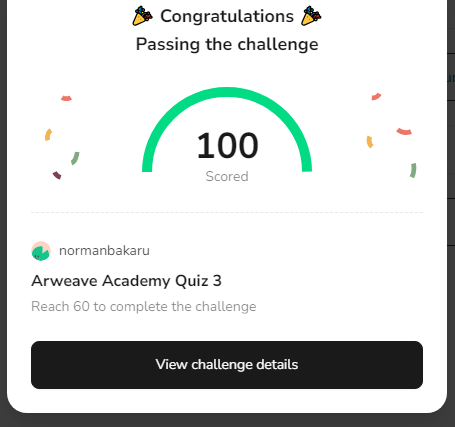 🎉 Congratulations 🎉
Passing the challenge
100
Scored
normanbakaru
Arweave Academy Quiz 3
Reach 60 to complete the challenge
View challenge details